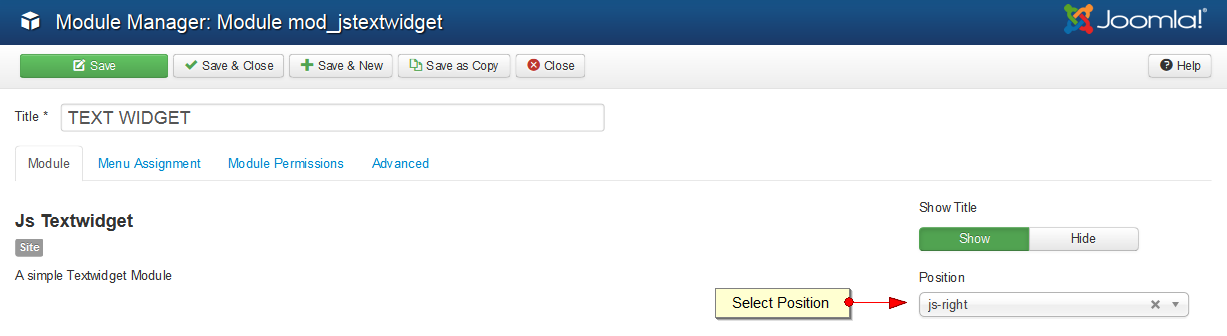 Module Manager: Module mod_jstextwidget
Joomla!
Save
Save & Close
Save & New
Save as Copy
Close
Help
Title *
TEXT WIDGET
Module
Menu Assignment
Module Permissions
Advanced
Js Textwidget
Site
A simple Textwidget Module
Show Title
Show
Hide
Position
Select Position
js-right